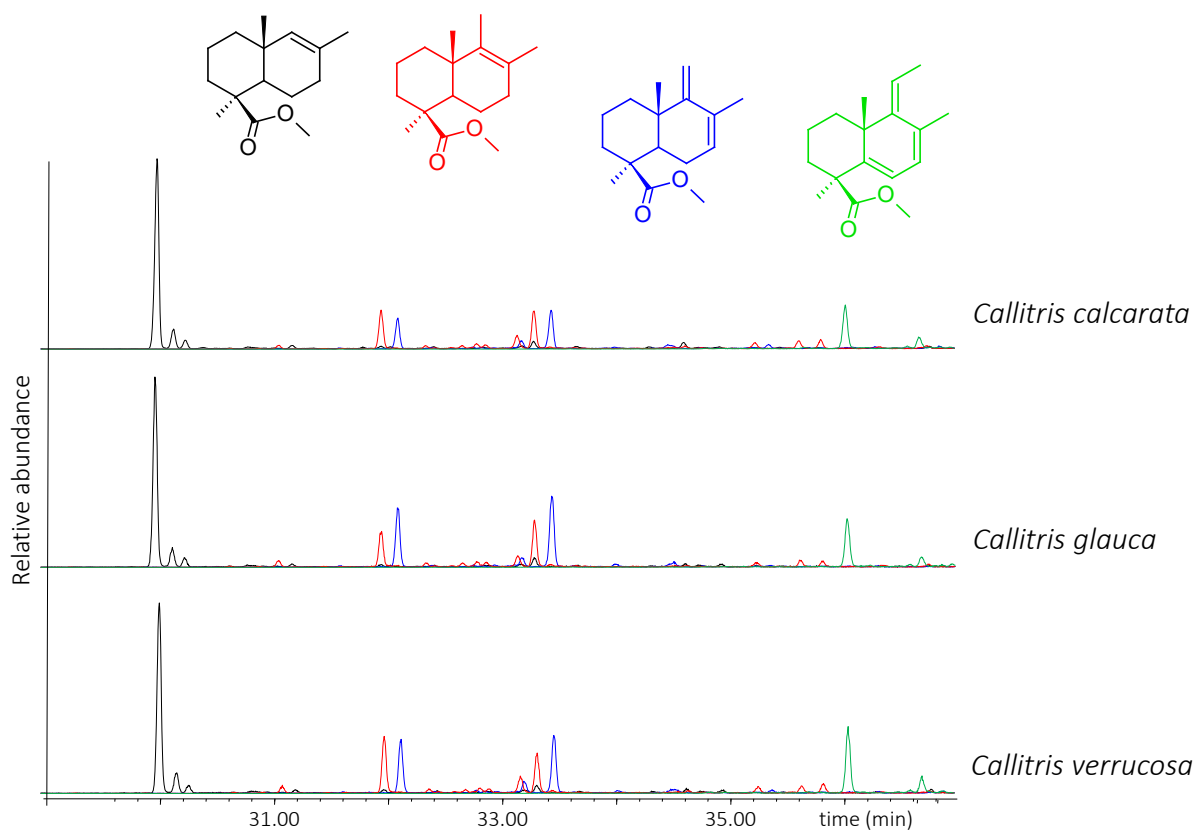 O
O
O
O
O
O
O
O
Callitris calcarata
Relative abundance
Callitris glauca
Callitris verrucosa
31.00 33.00 35.00 time (min)